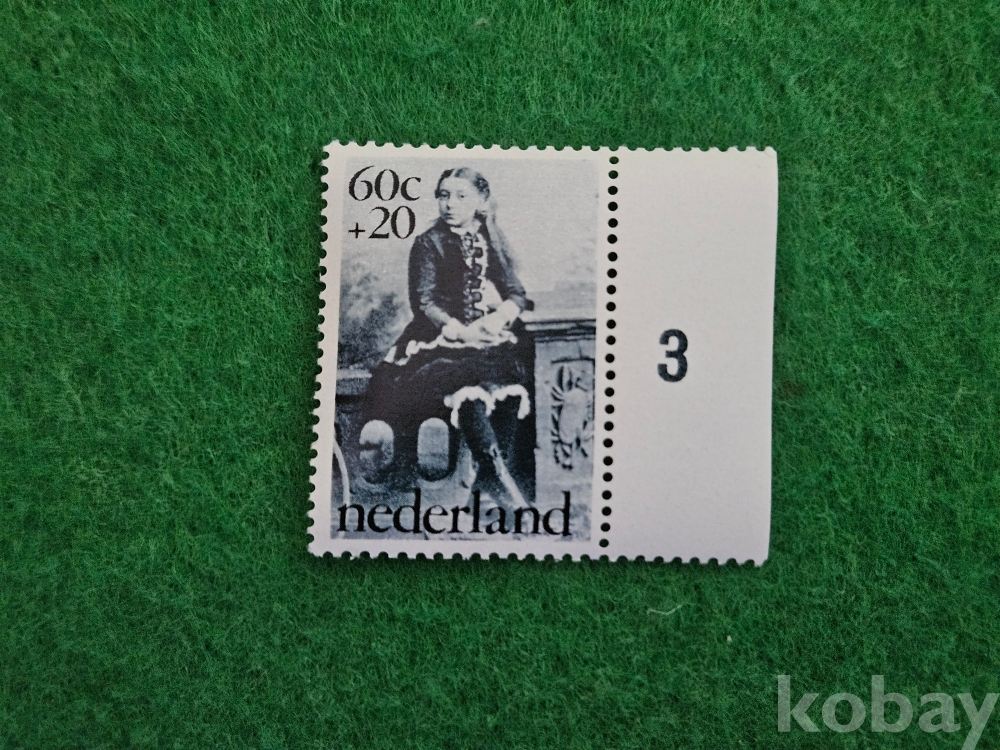 60c
+20
3
nederland
kobay